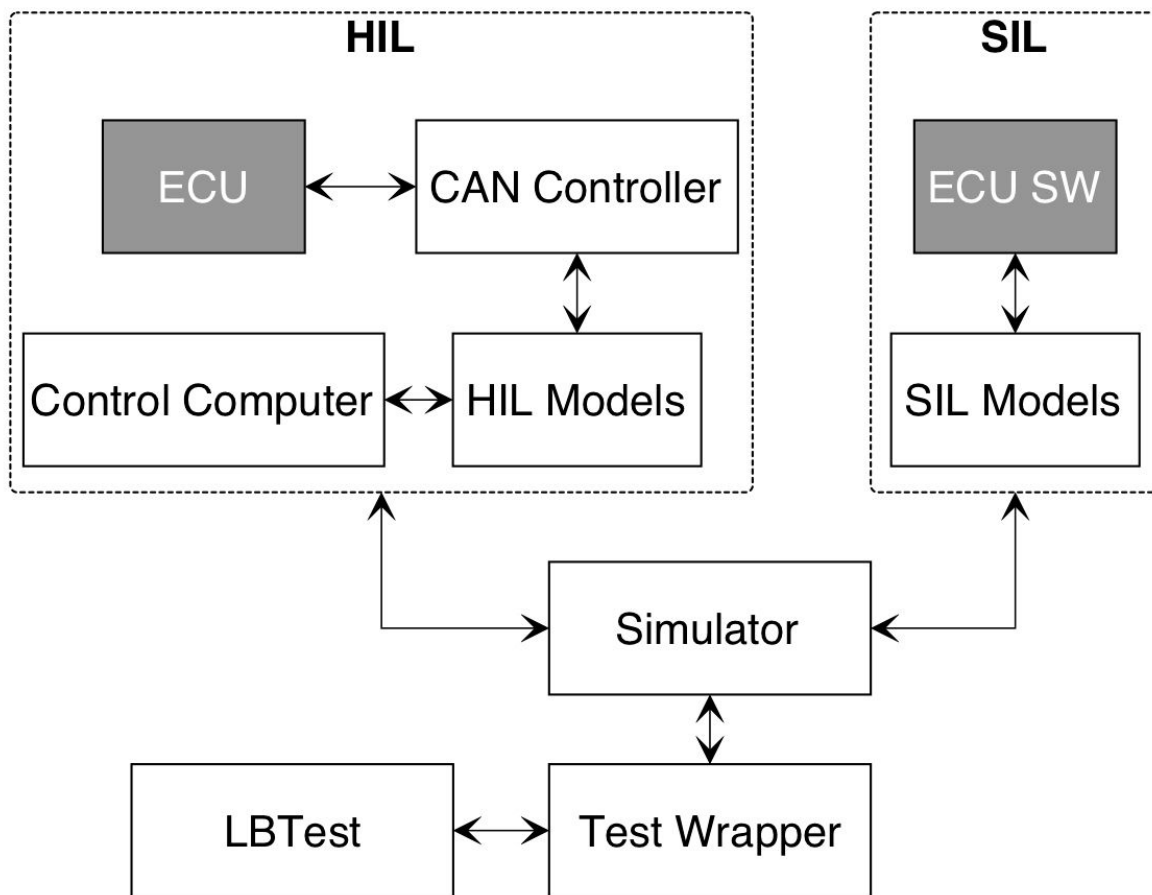 HIL
SIL
ECU
CAN Controller
ECU SW
Control Computer
HIL Models
SIL Models
Simulator
LBTest
Test Wrapper